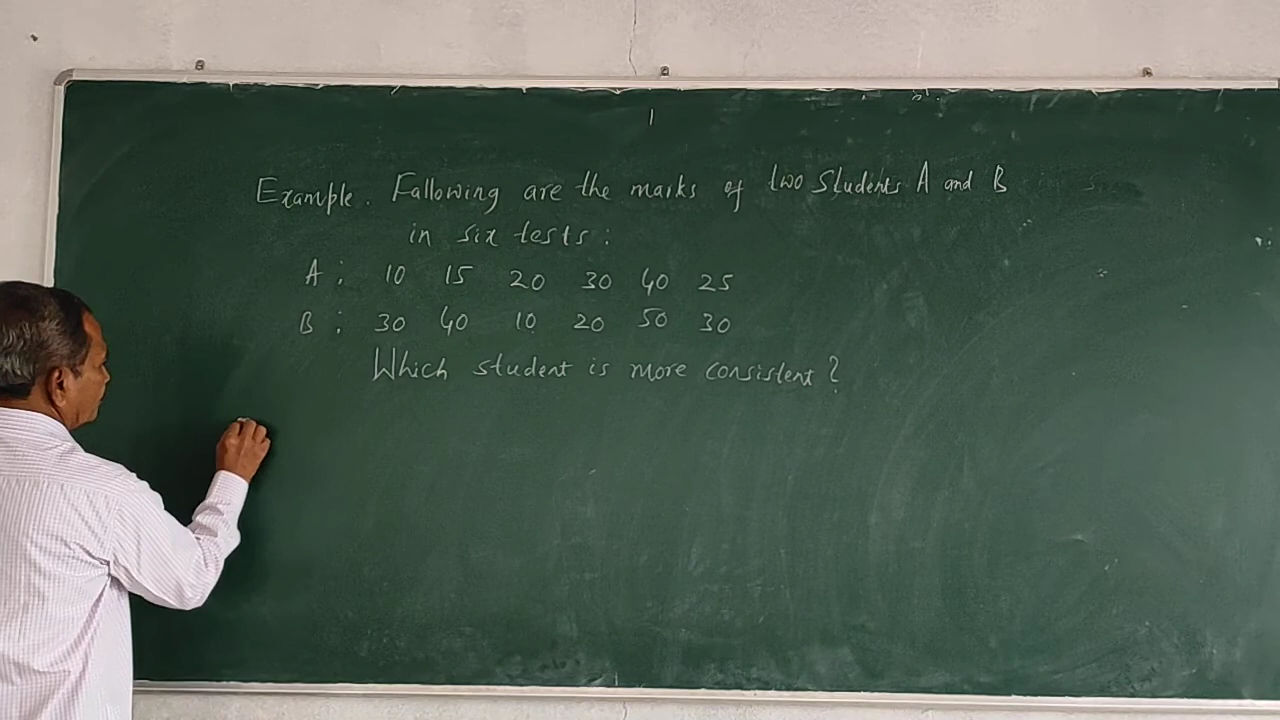 Example. Fallowing are the marks of two students A and B
in six tests:
A: 10 15 20 30 40 25
B: 30 40 10 20 50 30
Which student is more consistent?